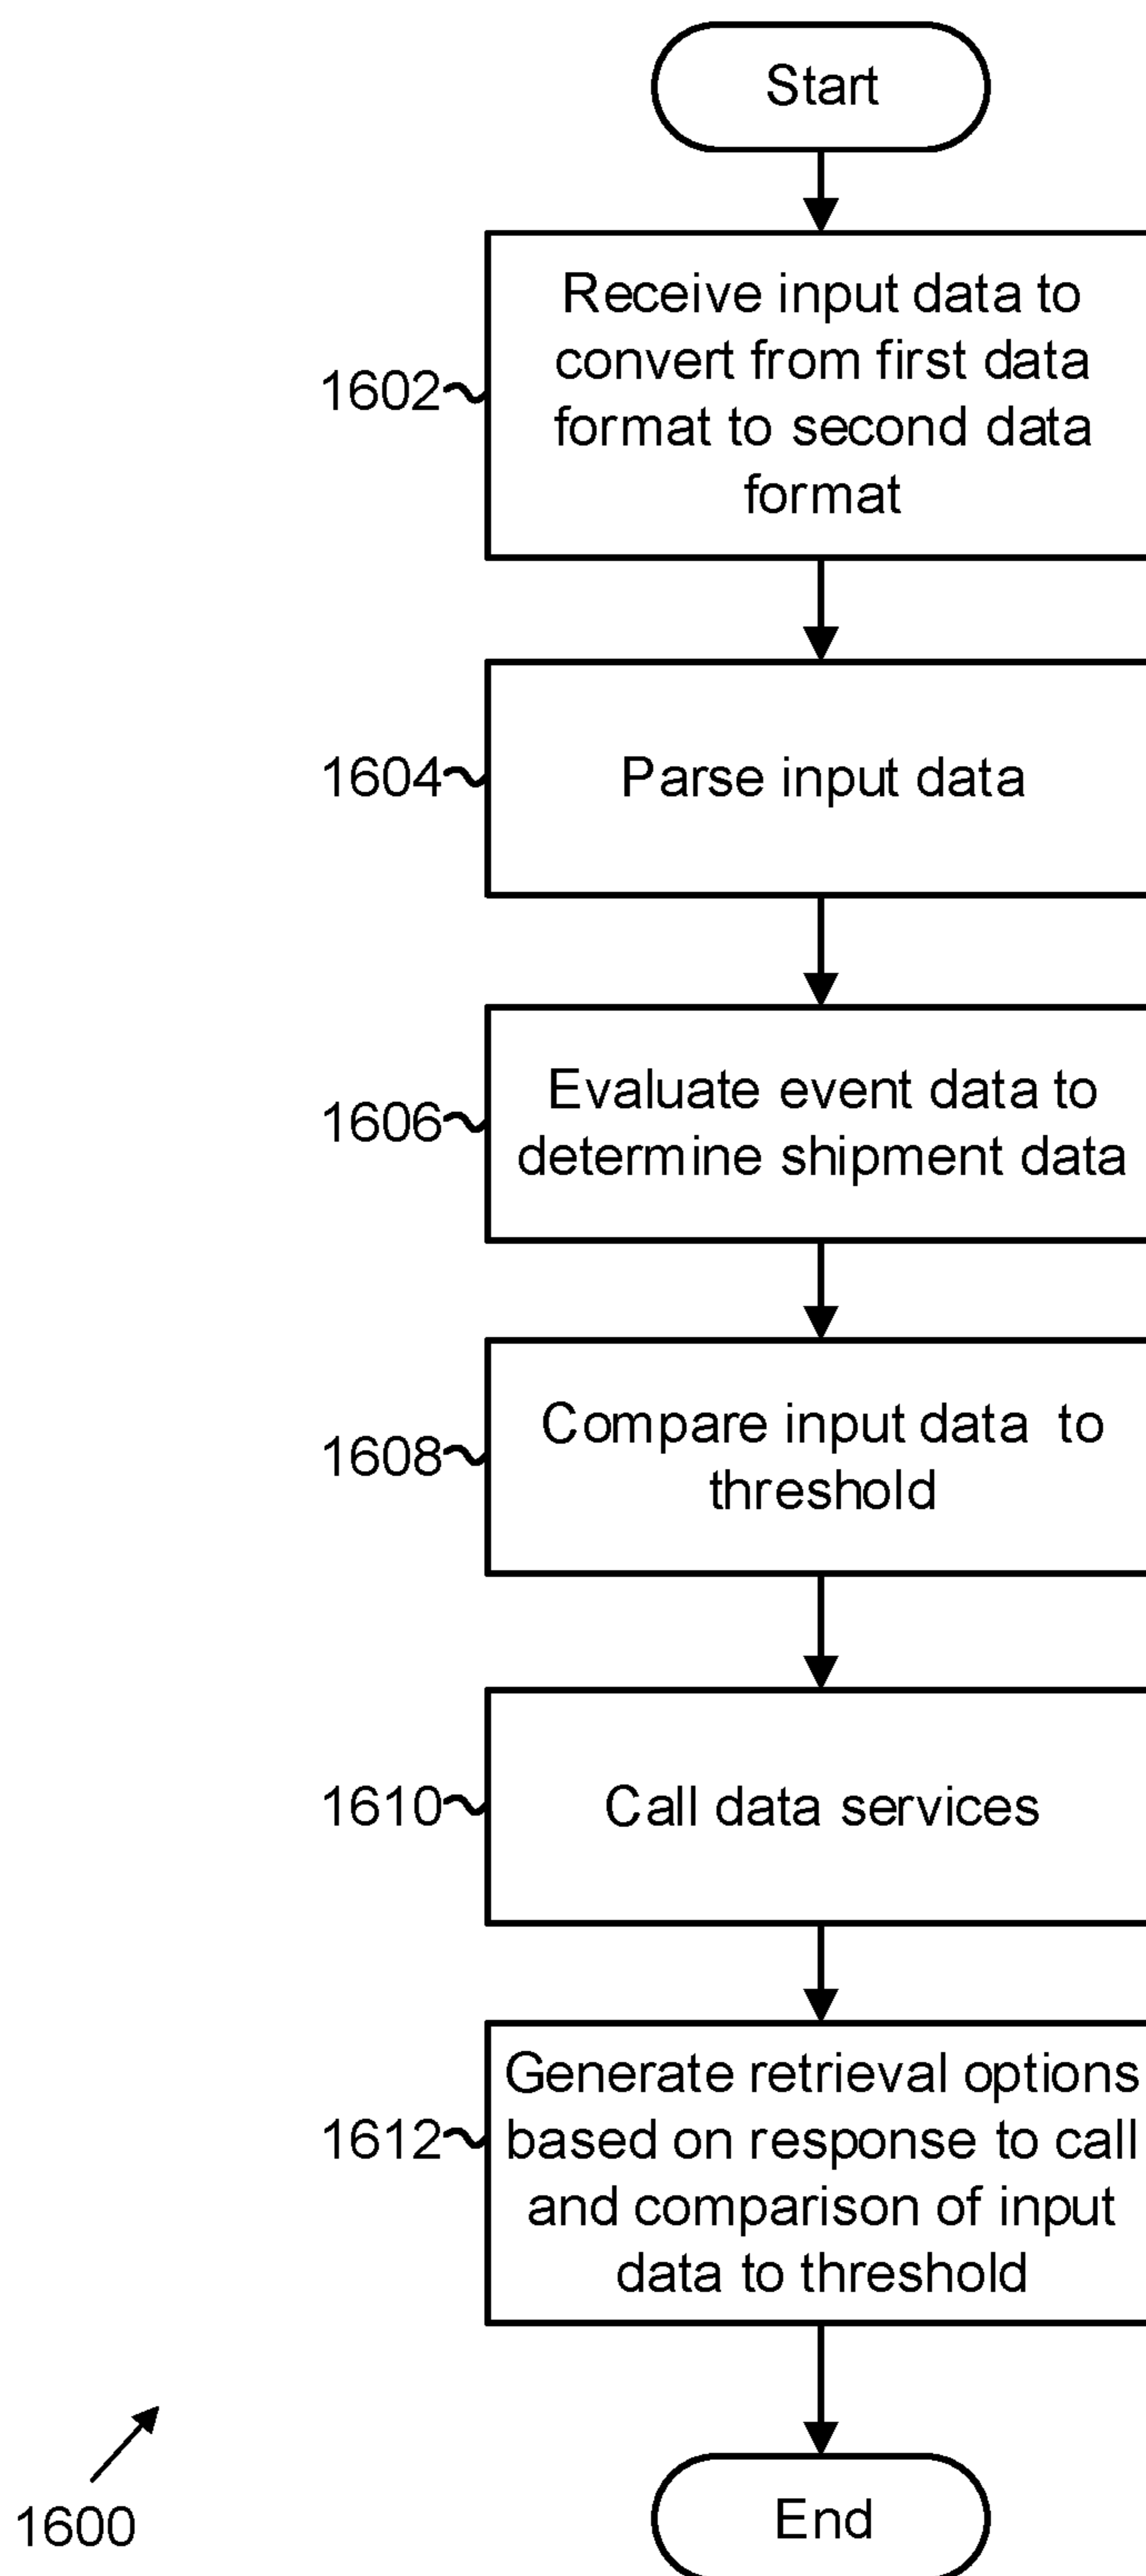 Start
1602
Receive input data to
convert from first data
format to second data
format
1604
Parse input data
1606
Evaluate event data to
determine shipment data
1608
Compare input data to
threshold
1610
Call data services
1612
Generate retrieval options
based on response to call
and comparison of input
data to threshold
1600
End